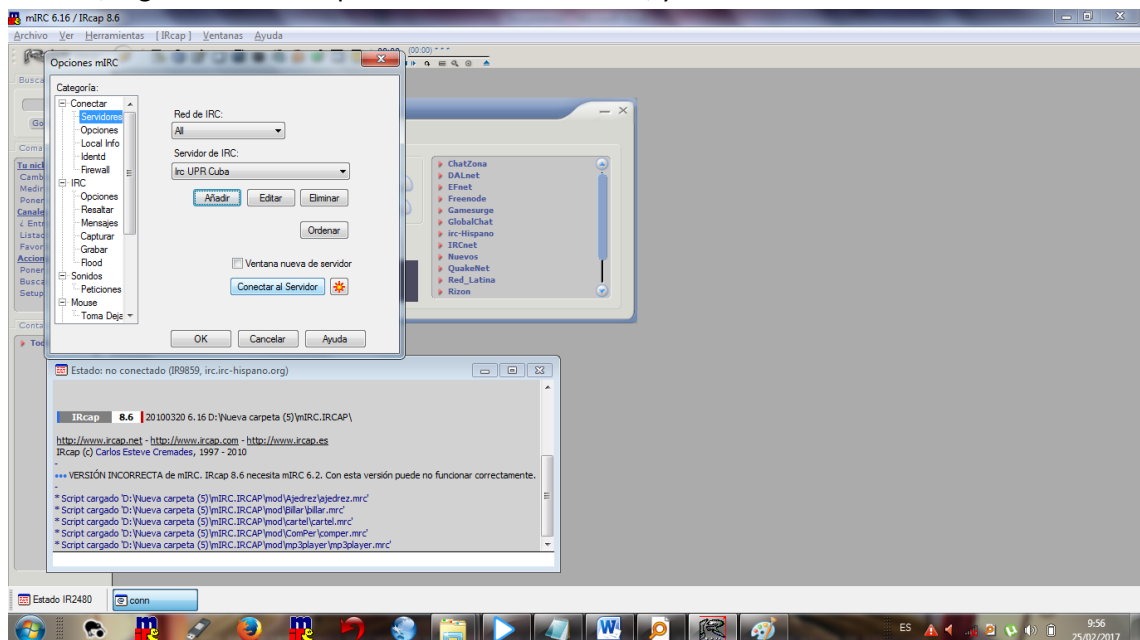 mIRC 6.16 / IRcap 8.6
Archivo Ver Herramientas [IRCap] Ventanas Ayuda
(00:00) - - -
Opciones mIRC
Categoría:
Conectar
Servidores
Opciones
Local Info
Identd
Firewall
IRC
Opciones
Resaltar
Mensajes
Capturar
Grabar
Flood
Sonidos
Peticiones
Mouse
Red de IRC:
All
Servidor de IRC:
Irc UPR Cuba
Añadir Editar Eliminar
Ordenar
Ventana nueva de servidor
Conectar al Servidor
OK Cancelar Ayuda
Tu nick
ChatZona
DALnet
EFnet
Freenode
Gamesurge
GlobalChat
irc-Hispano
IRCnet
Nuevos
QuakeNet
Red_Latina
Rizon
Estado: no conectado (IR9859, irc.irc-hispano.org)
IRcap 8.6 20100320 6.16 D:\Nueva carpeta (5)\mIRC.IRCAP\
http://www.ircap.net - http://www.ircap.com - http://www.ircap.es
IRcap (c) Carlos Esteve Cremades, 1997 - 2010
-
••• VERSIÓN INCORRECTA de mIRC. IRcap 8.6 necesita mIRC 6.2. Con esta versión puede no funcionar correctamente.
-
* Script cargado 'D:\Nueva carpeta (5)\mIRC.IRCAP\mod\Ajedrez\ajedrez.mrc'
* Script cargado 'D:\Nueva carpeta (5)\mIRC.IRCAP\mod\Billar\billar.mrc'
* Script cargado 'D:\Nueva carpeta (5)\mIRC.IRCAP\mod\cartel\cartel.mrc'
* Script cargado 'D:\Nueva carpeta (5)\mIRC.IRCAP\mod\ComPer\comper.mrc'
* Script cargado 'D:\Nueva carpeta (5)\mIRC.IRCAP\mod\mp3player\mp3player.mrc'
Estado IR2480 conn
ES
9:56
25/02/2017